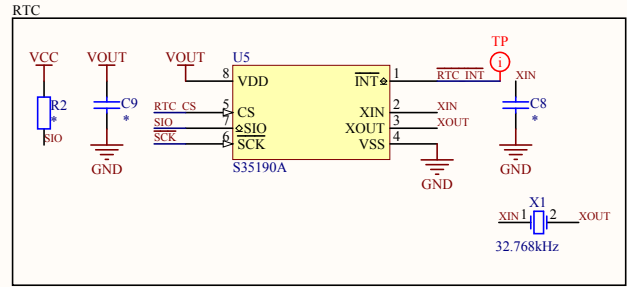 RTC
TP
i
VCC VOUT VOUT U5
8 VDD INT 1 RTC_INT XIN
R2 C9 C8
* * *
RTC_CS 5 CS XIN 2 XIN
SIO 7 SIO XOUT 3 XOUT
SCK 6 SCK VSS 4
SIO
GND S35190A GND GND
X1
XIN 1 2 XOUT
32.768kHz